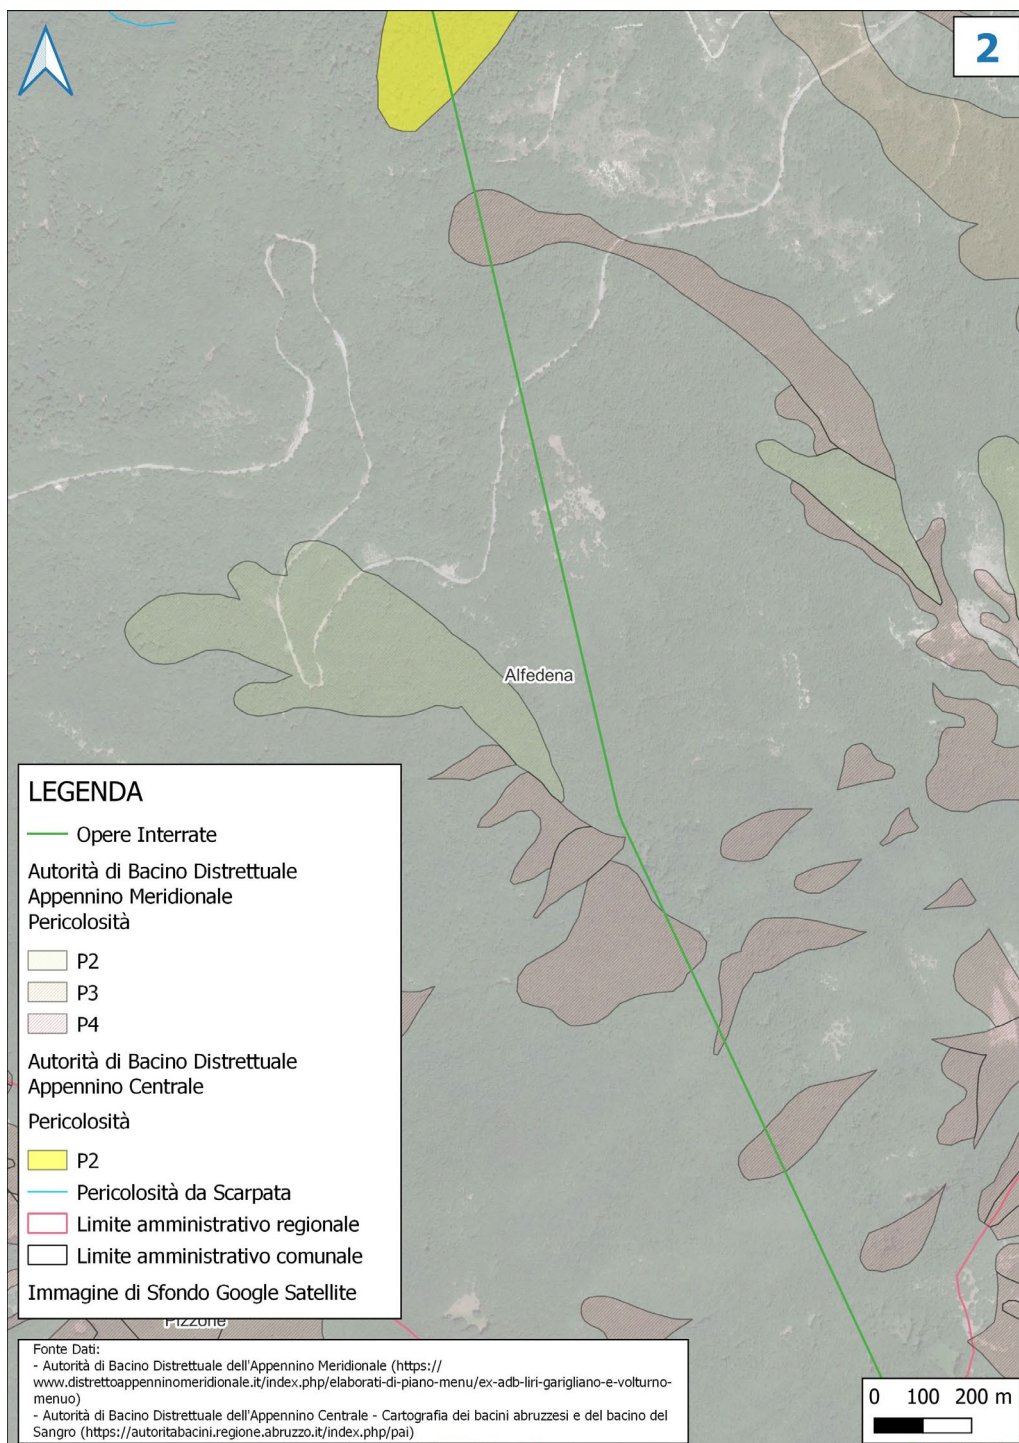 2
Alfedena
LEGENDA
Opere Interrate
Autorità di Bacino Distrettuale
Appennino Meridionale
Pericolosità
P2
P3
P4
Autorità di Bacino Distrettuale
Appennino Centrale
Pericolosità
P2
Pericolosità da Scarpata
Limite amministrativo regionale
Limite amministrativo comunale
Immagine di Sfondo Google Satellite
Pizzone
Fonte Dati:
- Autorità di Bacino Distrettuale dell'Appennino Meridionale (https://
www.distrettoappenninomeridionale.it/index.php/elaborati-di-piano-menu/ex-adb-liri-garigliano-e-volturno-
menuo)
- Autorità di Bacino Distrettuale dell'Appennino Centrale - Cartografia dei bacini abruzzesi e del bacino del
Sangro (https://autoritabacini.regione.abruzzo.it/index.php/pai)
0 100 200 m